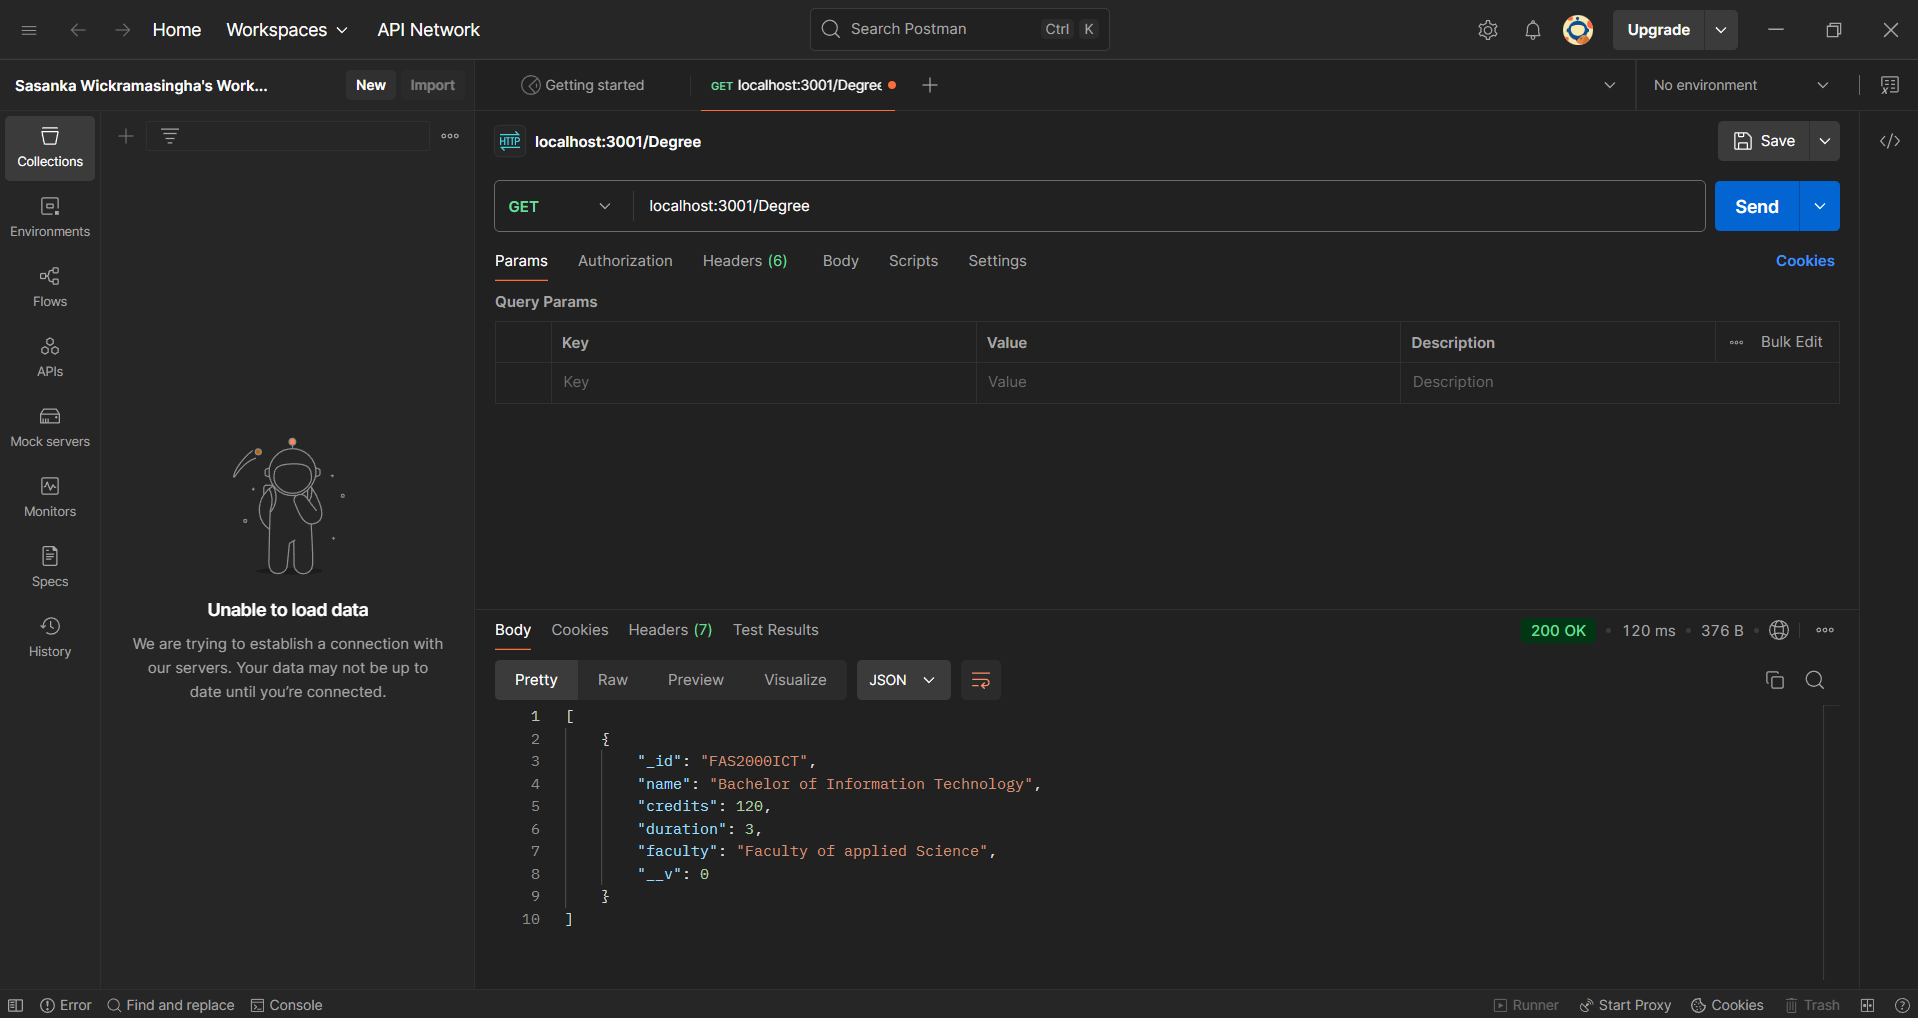 Home Workspaces API Network Search Postman Ctrl K Upgrade
Sasanka Wickramasingha's Work... New Import Getting started GET localhost:3001/Degree No environment
Collections
Environments
Flows
APIs
Mock servers
Monitors
Specs
History
Unable to load data
We are trying to establish a connection with
our servers. Your data may not be up to
date until you're connected.
HTTP localhost:3001/Degree Save
GET localhost:3001/Degree Send
Params Authorization Headers (6) Body Scripts Settings Cookies
Query Params
Key Value Description Bulk Edit
Key Value Description
Body Cookies Headers (7) Test Results 200 OK 120 ms 376 B
Pretty Raw Preview Visualize JSON
1 [
2 {
3 "_id": "FAS2000ICT",
4 "name": "Bachelor of Information Technology",
5 "credits": 120,
6 "duration": 3,
7 "faculty": "Faculty of applied Science",
8 "__v": 0
9 }
10 ]
Error Find and replace Console Runner Start Proxy Cookies Trash